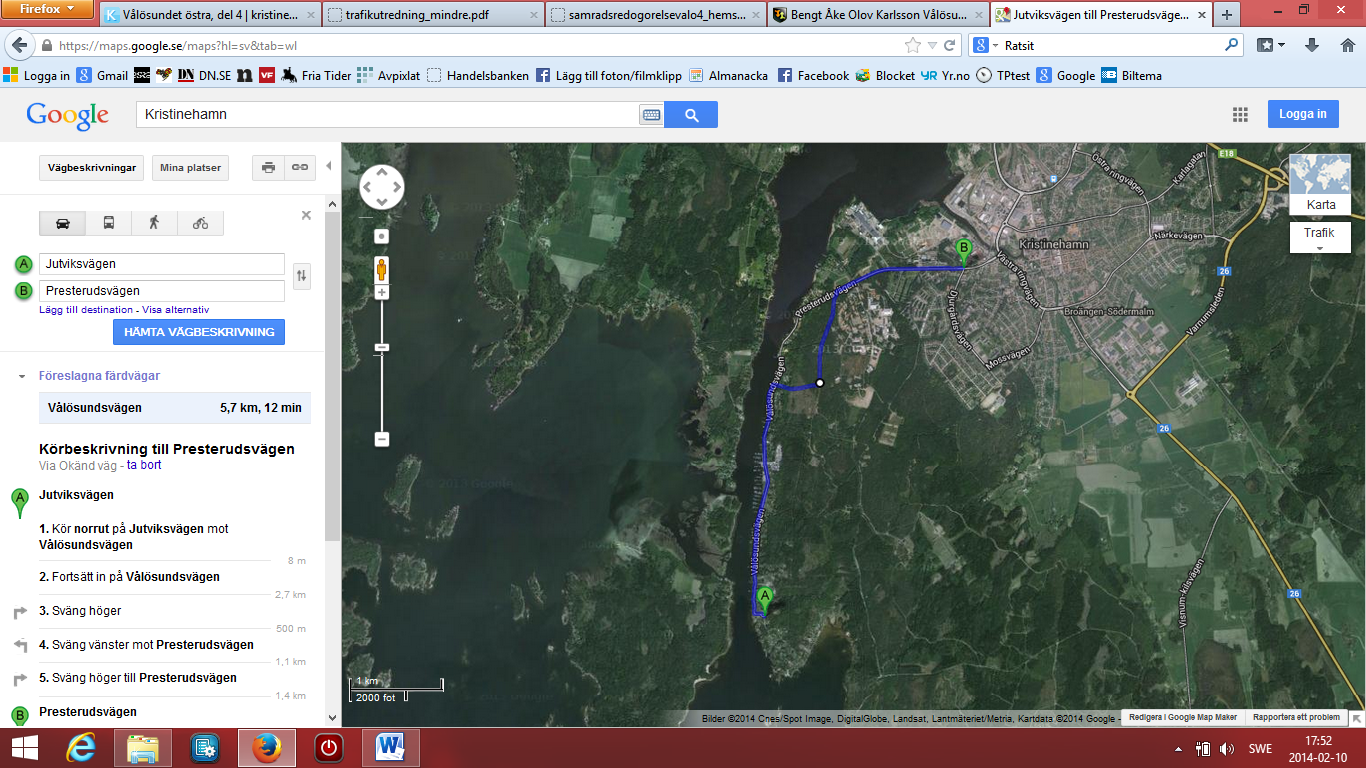 Firefox
Vålösundet östra, del 4 | kristine...
trafikutredning_mindre.pdf
samradsredogorelsevalo4_hems...
Bengt Åke Olov Karlsson Vålösu...
Jutviksvägen till Presterudsväge...
https://maps.google.se/maps?hl=sv&tab=wl
Ratsit
Logga in
Gmail
DN.SE
Fria Tider
Avpixlat
Handelsbanken
Lägg till foton/filmklipp
Almanacka
Facebook
Blocket
Yr.no
TPtest
Google
Biltema
Google
Kristinehamn
Logga in
Vägbeskrivningar
Mina platser
A Jutviksvägen
B Presterudsvägen
Lägg till destination - Visa alternativ
HÄMTA VÄGBESKRIVNING
Föreslagna färdvägar
Vålösundsvägen 5,7 km, 12 min
Körbeskrivning till Presterudsvägen
Via Okänd väg - ta bort
A Jutviksvägen
1. Kör norrut på Jutviksvägen mot
Vålösundsvägen
8 m
2. Fortsätt in på Vålösundsvägen
2,7 km
3. Sväng höger
500 m
4. Sväng vänster mot Presterudsvägen
1,1 km
5. Sväng höger till Presterudsvägen
1,4 km
B Presterudsvägen
Karta
Trafik
E18
Östra ringvägen
Karlagatan
Närkevägen
Kristinehamn
Västra ringvägen
26
B
Presterudsvägen
Djurgårdsvägen
Broängen-Södermalm
Varnumsleden
Mossvägen
Vålösundsvägen
26
Vålösundsvägen
Visnum-kilsvägen
26
A
1 km
2000 fot
Bilder ©2014 Cnes/Spot Image, DigitalGlobe, Landsat, Lantmäteriet/Metria, Kartdata ©2014 Google -
Redigera i Google Map Maker
Rapportera ett problem
SWE
17:52
2014-02-10